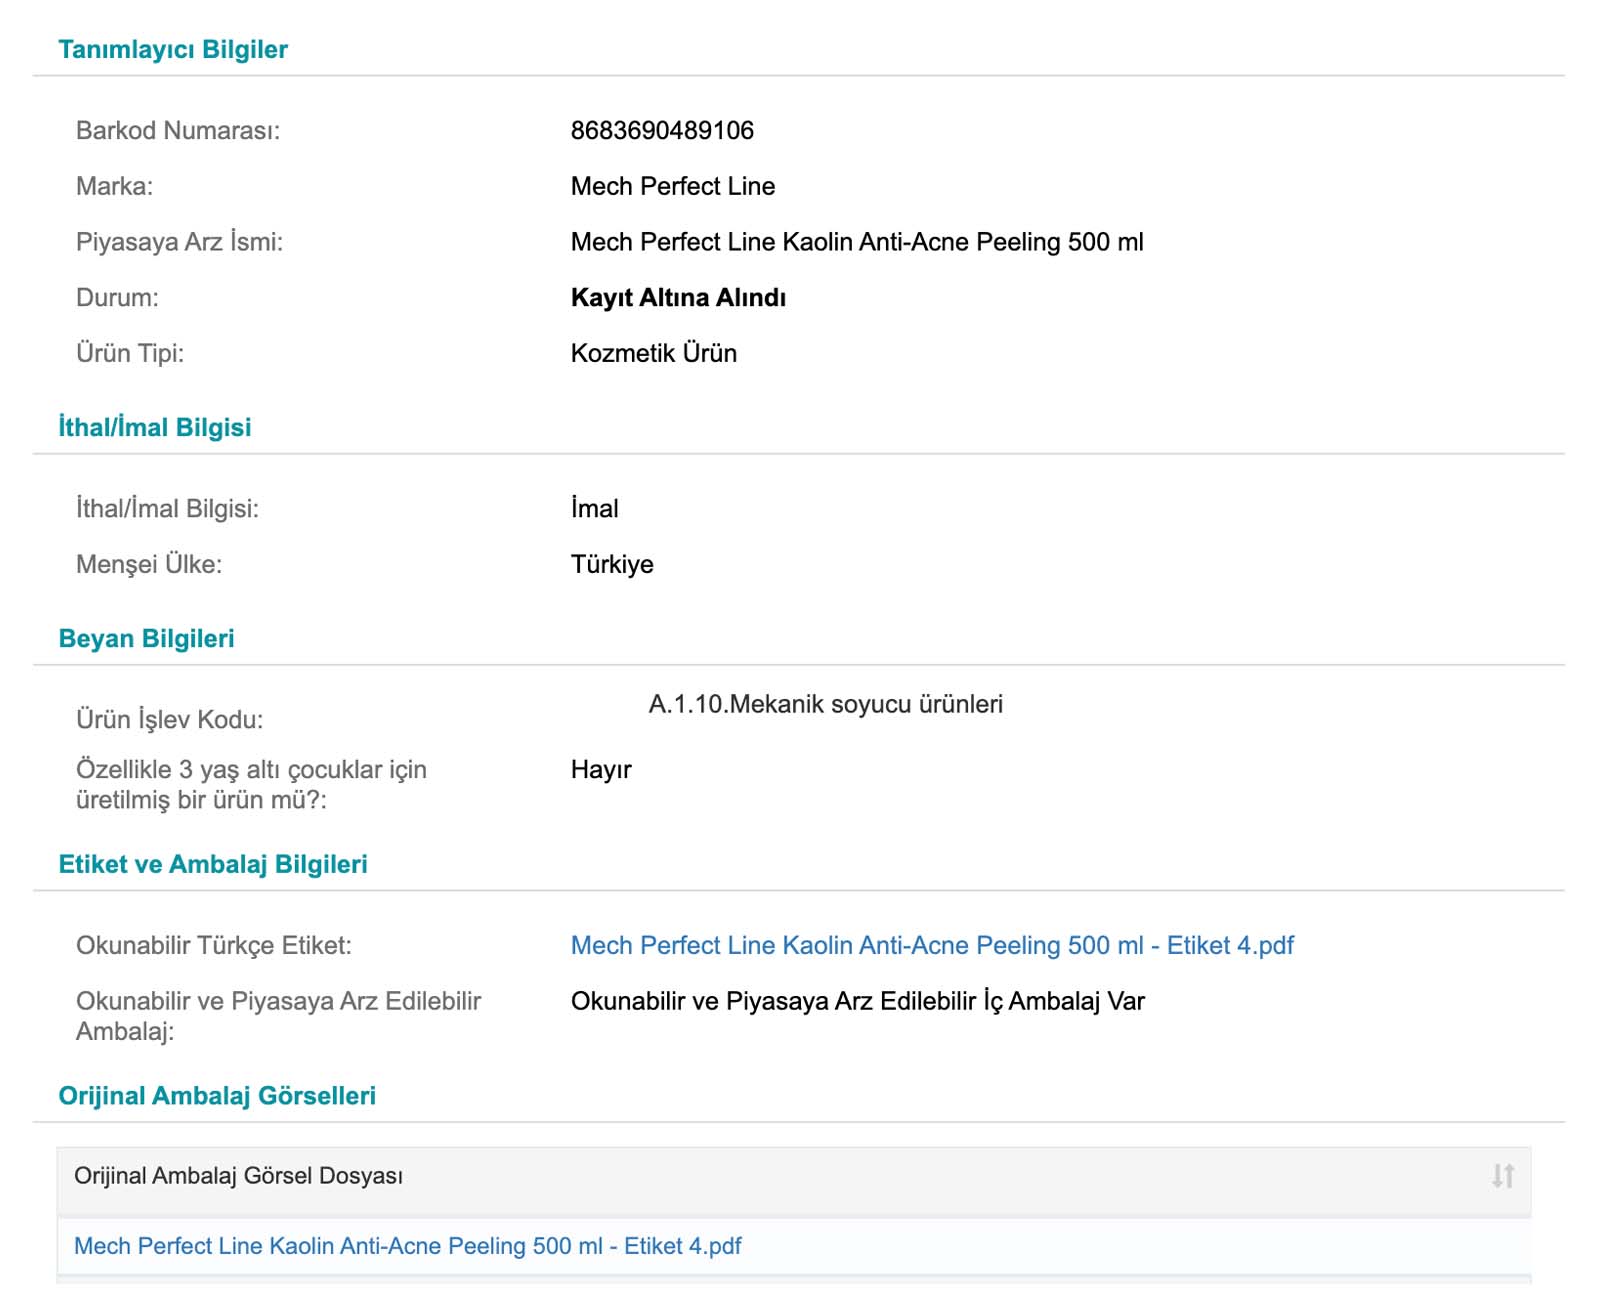 Tanımlayıcı Bilgiler
Barkod Numarası: 8683690489106
Marka: Mech Perfect Line
Piyasaya Arz İsmi: Mech Perfect Line Kaolin Anti-Acne Peeling 500 ml
Durum: Kayıt Altına Alındı
Ürün Tipi: Kozmetik Ürün
İthal/İmal Bilgisi
İthal/İmal Bilgisi: İmal
Menşei Ülke: Türkiye
Beyan Bilgileri
Ürün İşlev Kodu: A.1.10.Mekanik soyucu ürünleri
Özellikle 3 yaş altı çocuklar için Hayır
üretilmiş bir ürün mü?:
Etiket ve Ambalaj Bilgileri
Okunabilir Türkçe Etiket: Mech Perfect Line Kaolin Anti-Acne Peeling 500 ml - Etiket 4.pdf
Okunabilir ve Piyasaya Arz Edilebilir Okunabilir ve Piyasaya Arz Edilebilir İç Ambalaj Var
Ambalaj:
Orijinal Ambalaj Görselleri
Orijinal Ambalaj Görsel Dosyası
Mech Perfect Line Kaolin Anti-Acne Peeling 500 ml - Etiket 4.pdf